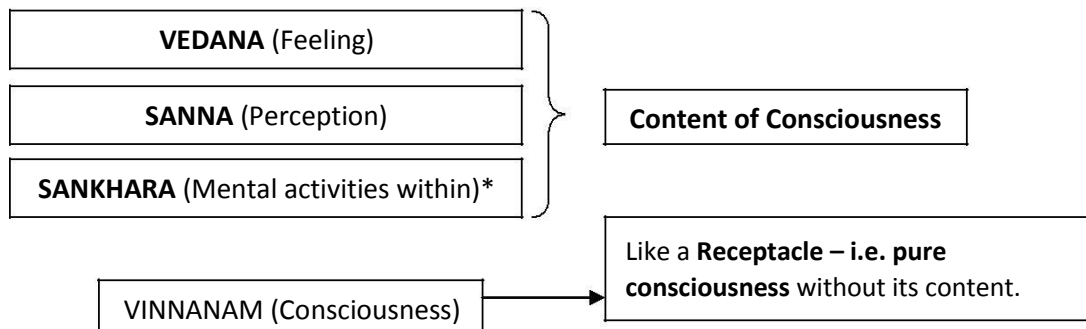 VEDANA (Feeling)
SANNA (Perception)
SANKHARA (Mental activities within)*
Content of Consciousness
VINNANAM (Consciousness)
Like a Receptacle – i.e. pure
consciousness without its content.